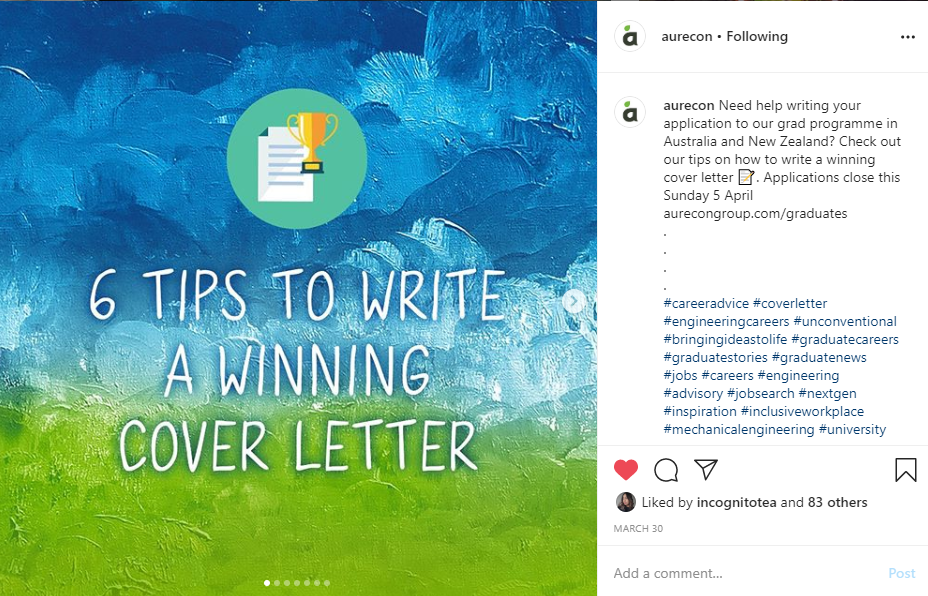 6 TIPS TO WRITE
A WINNING
COVER LETTER
aurecon • Following
aurecon Need help writing your
application to our grad programme in
Australia and New Zealand? Check out
our tips on how to write a winning
cover letter 📝. Applications close this
Sunday 5 April
aurecongroup.com/graduates
.
.
.
.
#careeradvice #coverletter
#engineeringcareers #unconventional
#bringingideastolife #graduatecareers
#graduatestories #graduatenews
#jobs #careers #engineering
#advisory #jobsearch #nextgen
#inspiration #inclusiveworkplace
#mechanicalengineering #university
Liked by incognitotea and 83 others
MARCH 30
Add a comment...
Post